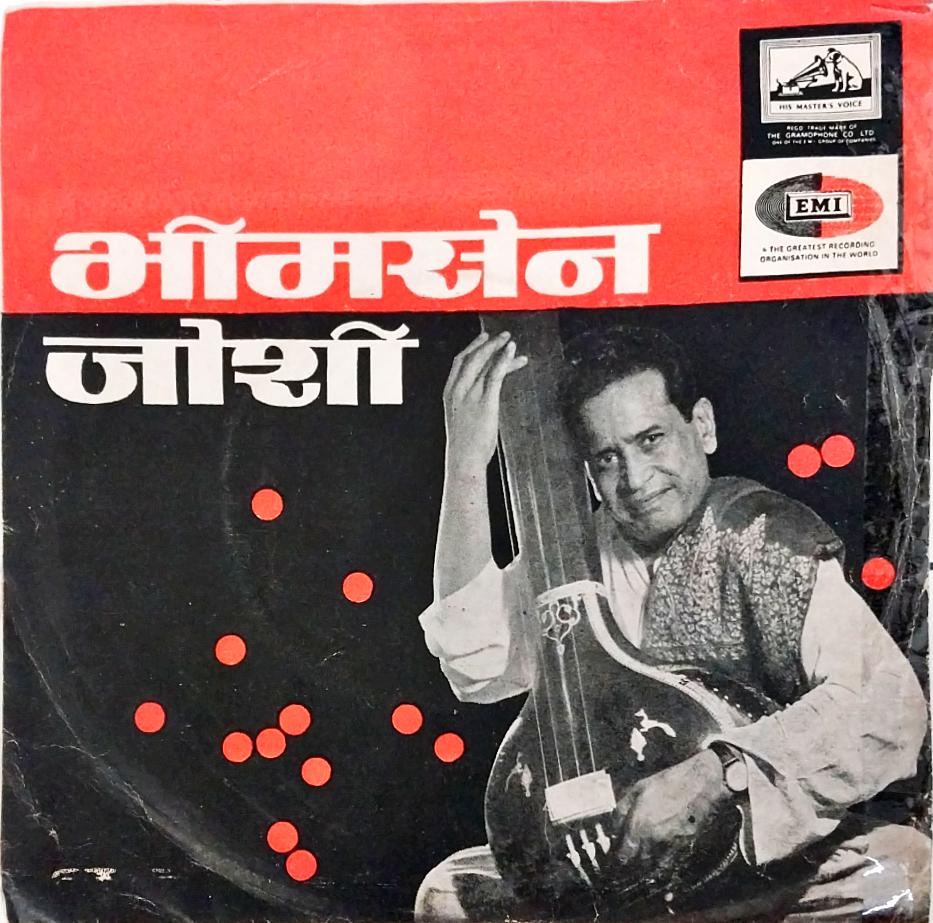 HIS MASTER'S VOICE
REGD. TRADE MARK OF
THE GRAMOPHONE CO LTD
ONE OF THE E M I - GROUP OF COMPANIES
EMI
THE GREATEST RECORDING
ORGANISATION IN THE WORLD
भीमसेन
जोशी